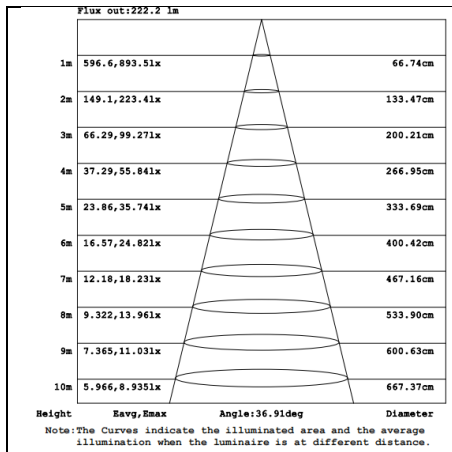 Flux out:222.2 lm
1m 596.6,893.5lx 66.74cm
2m 149.1,223.4lx 133.47cm
3m 66.29,99.27lx 200.21cm
4m 37.29,55.84lx 266.95cm
5m 23.86,35.74lx 333.69cm
6m 16.57,24.82lx 400.42cm
7m 12.18,18.23lx 467.16cm
8m 9.322,13.96lx 533.90cm
9m 7.365,11.03lx 600.63cm
10m 5.966,8.935lx 667.37cm
Height Eavg,Emax Angle:36.91deg Diameter
Note:The Curves indicate the illuminated area and the average
illumination when the luminaire is at different distance.